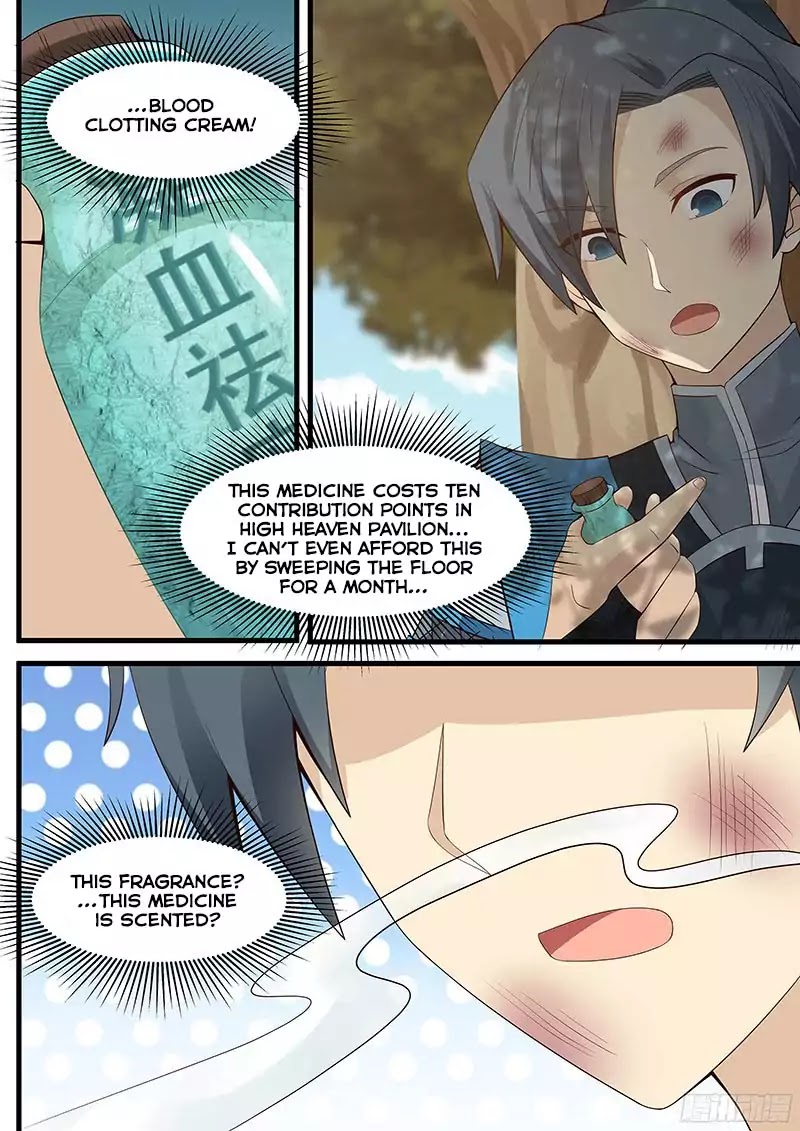 ...BLOOD
CLOTTING CREAM!
血
祛
THIS MEDICINE COSTS TEN
CONTRIBUTION POINTS IN
HIGH HEAVEN PAVILION...
I CAN'T EVEN AFFORD THIS
BY SWEEPING THE FLOOR
FOR A MONTH...
THIS FRAGRANCE?
...THIS MEDICINE
IS SCENTED?